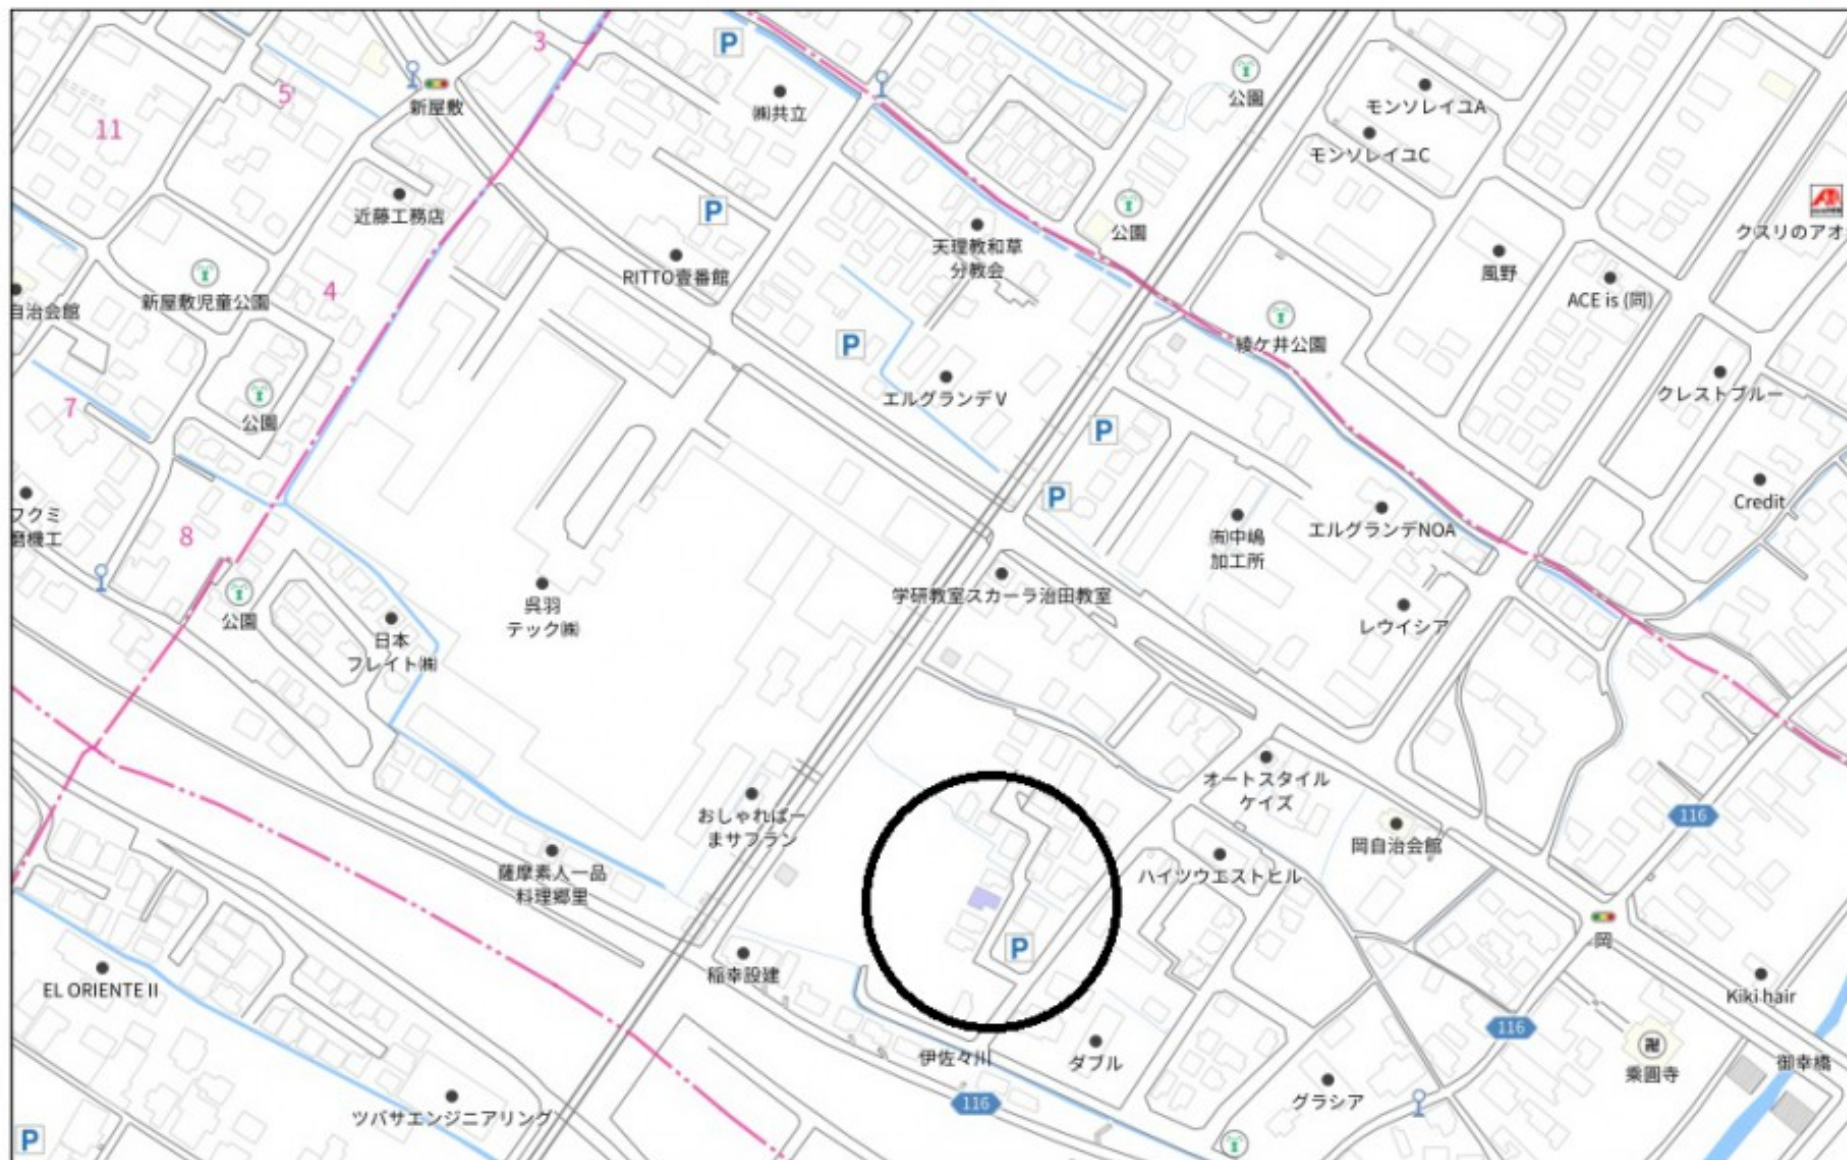 3
5
11
P
新屋敷
㈱共立
公園
モンソレイユA
モンソレイユC
近藤工務店
P
公園
天理教和草
分教会
クスリのアオ
RITTO壹番館
4
新屋敷児童公園
自治会館
風野
ACE is (同)
綾ケ井公園
P
エルグランデV
クレストブルー
7
公園
P
P
Credit
フクミ
磨機工
8
㈲中嶋
加工所
エルグランデNOA
公園
呉羽
テック㈱
学研教室スカーラ治田教室
日本
フレイト㈱
レウイシア
オートスタイル
ケイズ
116
おしゃれぱー
まサフラン
岡自治会館
薩摩素人一品
料理郷里
ハイツウエストヒル
P
岡
EL ORIENTE II
稲幸設建
Kiki hair
116
伊佐々川
ダブル
卍
乗圓寺
御幸橋
116
グラシア
ツバサエンジニアリング
P